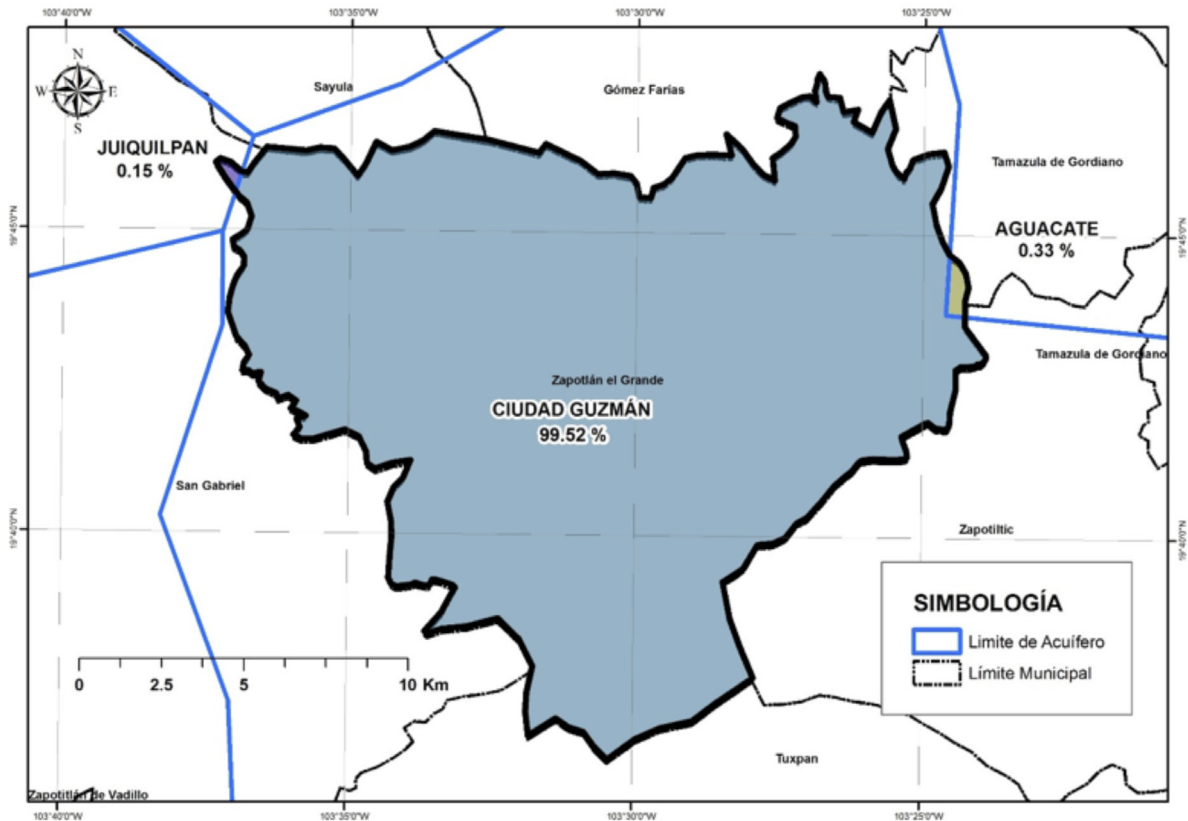 103°40'0"W 103°35'0"W 103°30'0"W 103°25'0"W
N
W E
S
Sayula
Gómez Farías
JUIQUILPAN
0.15 %
Tamazula de Gordiano
AGUACATE
0.33 %
19°45'0"N
19°45'0"N
Tamazula de Gordiano
Zapotlán el Grande
CIUDAD GUZMÁN
99.52 %
San Gabriel
19°40'0"N
Zapotiltic
19°40'0"N
SIMBOLOGÍA
Limite de Acuífero
Límite Municipal
0 2.5 5 10 Km
Tuxpan
Zapotitlán de Vadillo
103°40'0"W 103°35'0"W 103°30'0"W 103°25'0"W